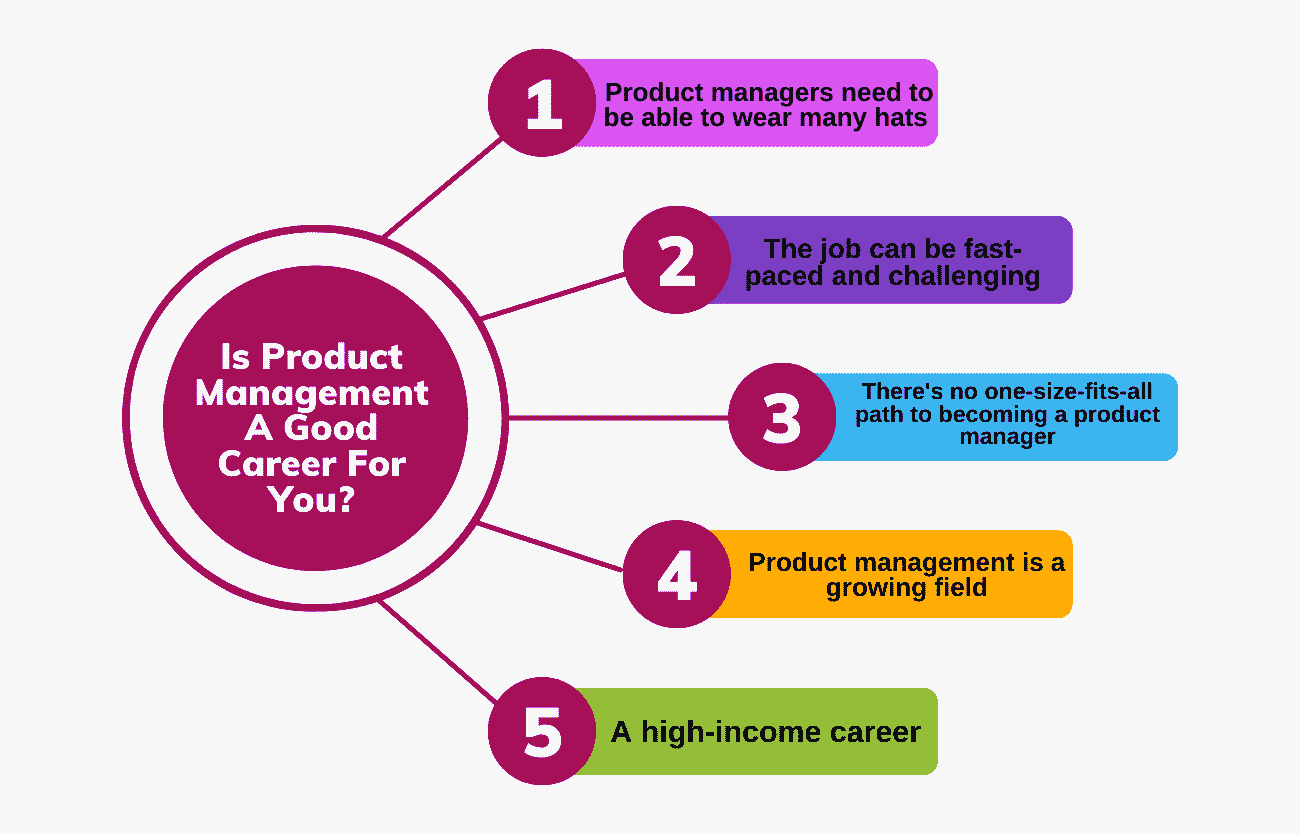 1
Product managers need to
be able to wear many hats
2
The job can be fast-
paced and challenging
Is Product
Management
A Good
Career For
You?
3
There's no one-size-fits-all
path to becoming a product
manager
4
Product management is a
growing field
5
A high-income career